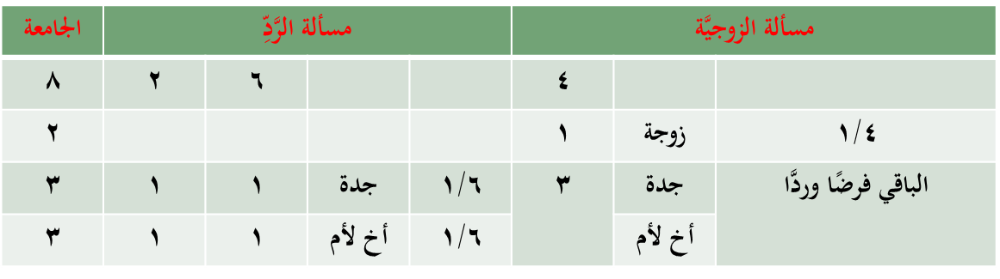 مسألة الزوجيَّة مسألة الرَّدِّ الجامعة
٤ ٦ ٢ ٨
١/٤ زوجة ١ ٢
الباقي فرضًا وردًّا جدة ٣ ١/٦ جدة ١ ١ ٣
أخ لأم ١/٦ أخ لأم ١ ١ ٣